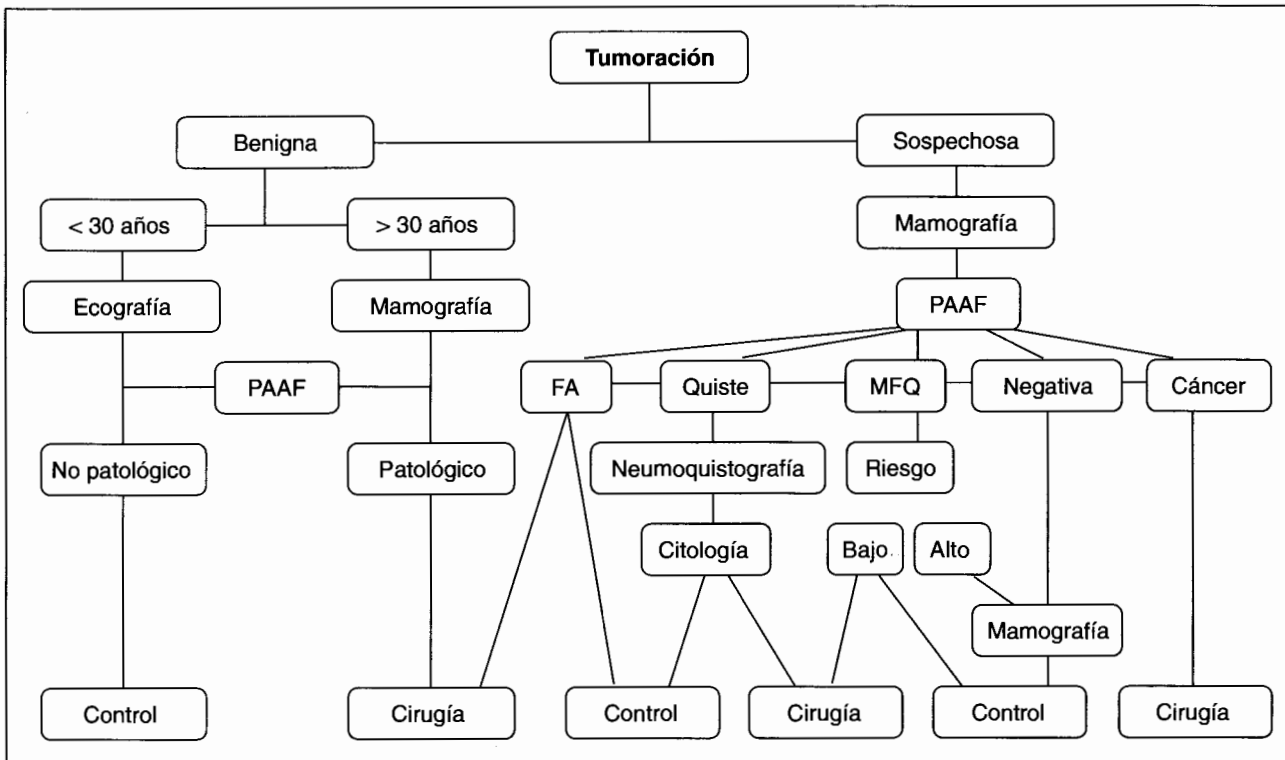 Tumoración
Benigna
Sospechosa
< 30 años
> 30 años
Mamografía
Ecografía
Mamografía
PAAF
PAAF
FA
Quiste
MFQ
Negativa
Cáncer
No patológico
Patológico
Neumoquistografía
Riesgo
Citología
Bajo
Alto
Mamografía
Control
Cirugía
Control
Cirugía
Control
Cirugía